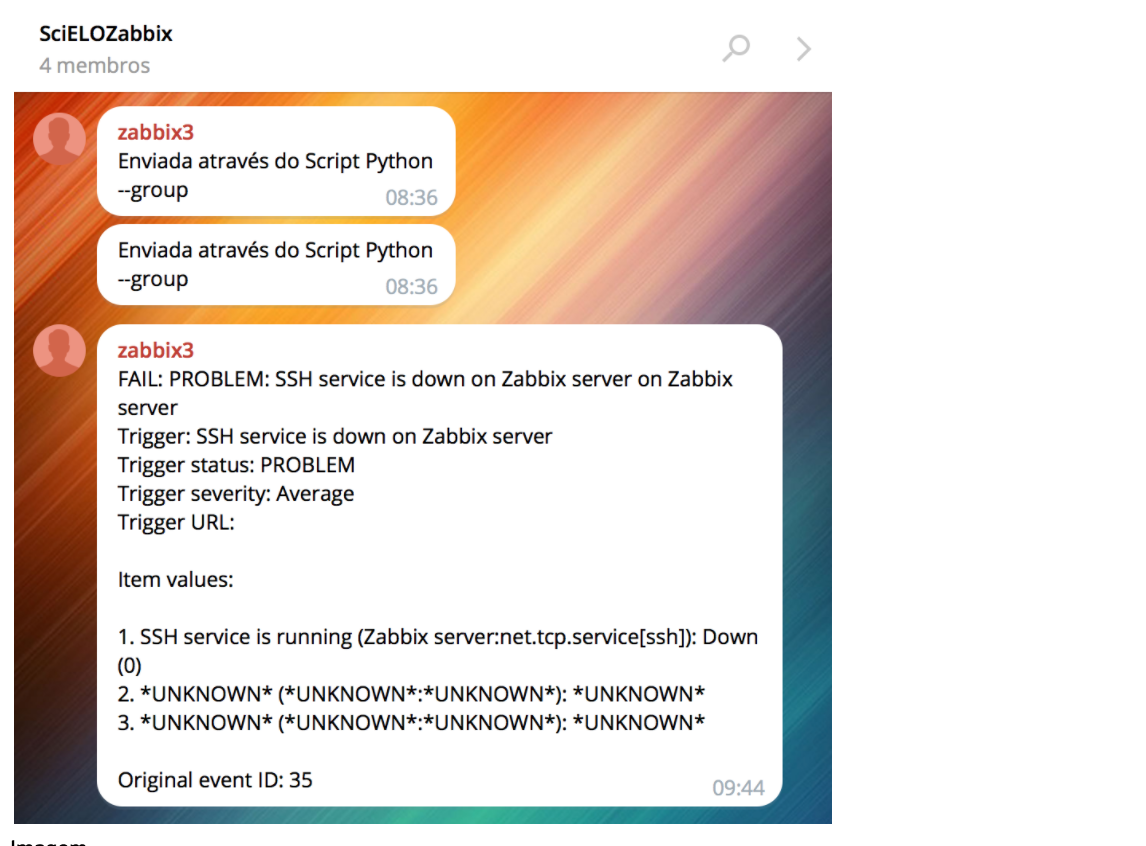 SciELOZabbix
4 membros
zabbix3
Enviada através do Script Python
--group
08:36
Enviada através do Script Python
--group
08:36
zabbix3
FAIL: PROBLEM: SSH service is down on Zabbix server on Zabbix
server
Trigger: SSH service is down on Zabbix server
Trigger status: PROBLEM
Trigger severity: Average
Trigger URL:
Item values:
1. SSH service is running (Zabbix server:net.tcp.service[ssh]): Down
(0)
2. *UNKNOWN* (*UNKNOWN*:*UNKNOWN*): *UNKNOWN*
3. *UNKNOWN* (*UNKNOWN*:*UNKNOWN*): *UNKNOWN*
Original event ID: 35
09:44
Imagem